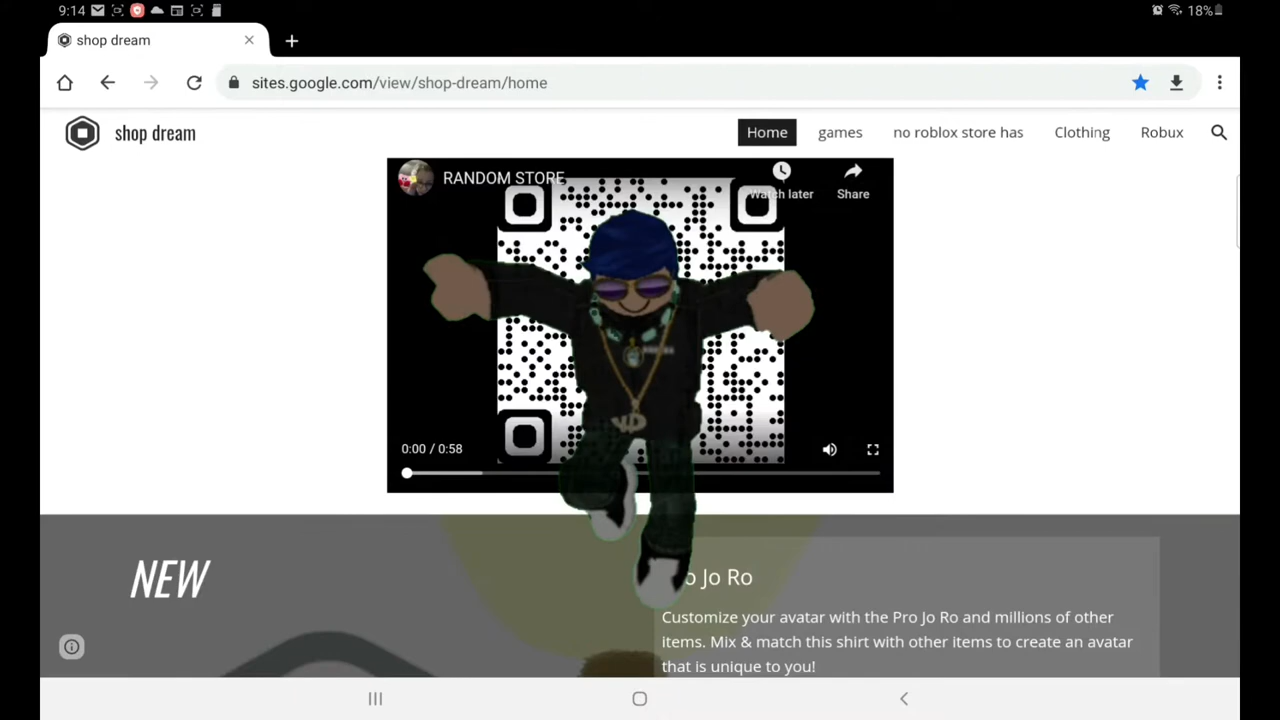 9:14
18%
shop dream
sites.google.com/view/shop-dream/home
shop dream
Home
games
no roblox store has
Clothing
Robux
RANDOM STORE
Watch later
Share
0:00 / 0:58
NEW
o Jo Ro
Customize your avatar with the Pro Jo Ro and millions of other
items. Mix & match this shirt with other items to create an avatar
that is unique to you!